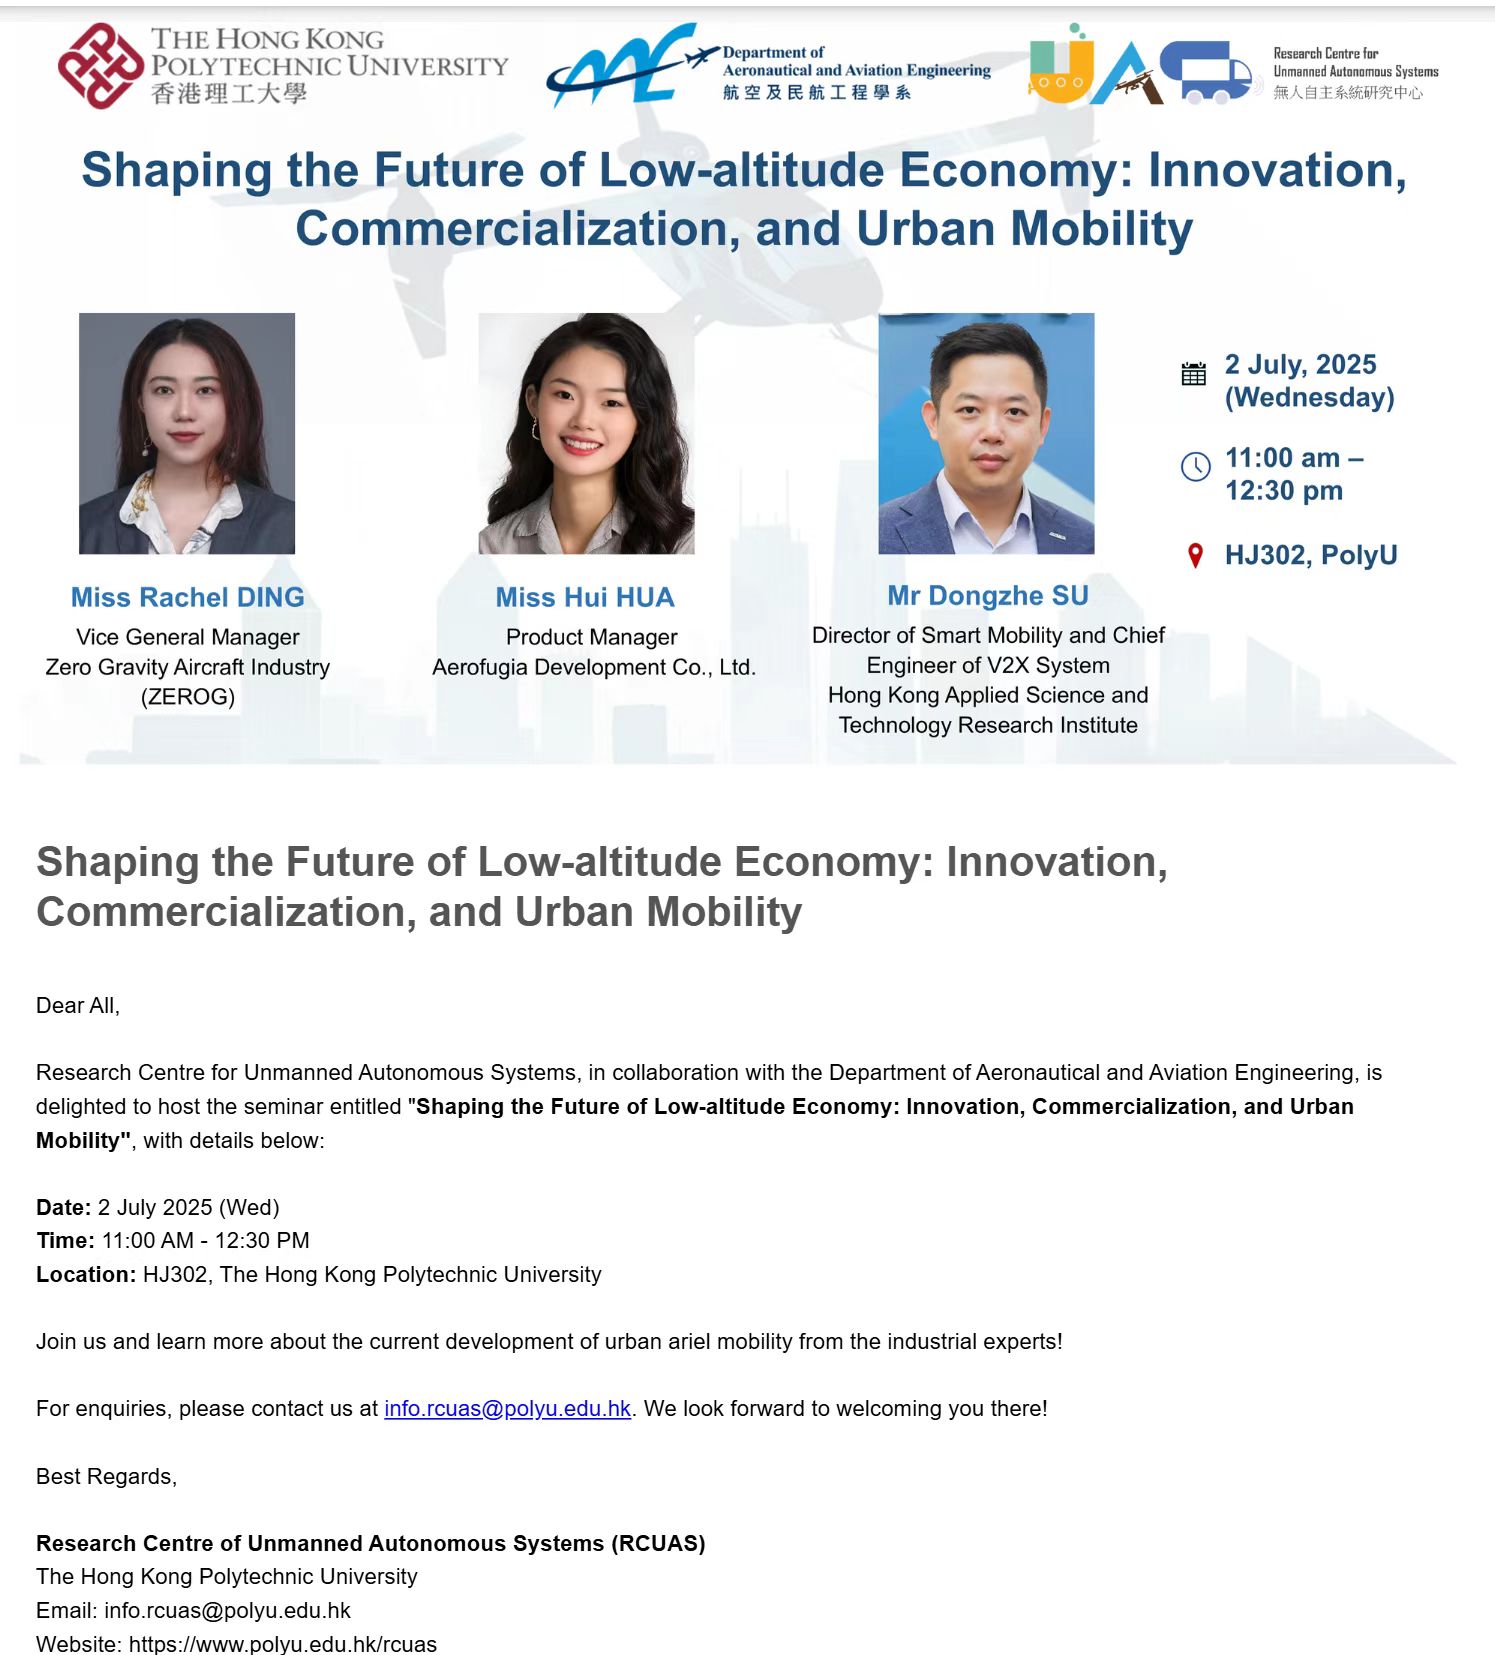 THE HONG KONG
POLYTECHNIC UNIVERSITY
香港理工大學
AAE
Department of
Aeronautical and Aviation Engineering
航空及民航工程學系
UAS
Research Centre for
Unmanned Autonomous Systems
無人自主系統研究中心
Shaping the Future of Low-altitude Economy: Innovation,
Commercialization, and Urban Mobility
Miss Rachel DING
Vice General Manager
Zero Gravity Aircraft Industry
(ZEROG)
Miss Hui HUA
Product Manager
Aerofugia Development Co., Ltd.
Mr Dongzhe SU
Director of Smart Mobility and Chief
Engineer of V2X System
Hong Kong Applied Science and
Technology Research Institute
2 July, 2025
(Wednesday)
11:00 am –
12:30 pm
HJ302, PolyU
Shaping the Future of Low-altitude Economy: Innovation,
Commercialization, and Urban Mobility
Dear All,
Research Centre for Unmanned Autonomous Systems, in collaboration with the Department of Aeronautical and Aviation Engineering, is
delighted to host the seminar entitled "Shaping the Future of Low-altitude Economy: Innovation, Commercialization, and Urban
Mobility", with details below:
Date: 2 July 2025 (Wed)
Time: 11:00 AM - 12:30 PM
Location: HJ302, The Hong Kong Polytechnic University
Join us and learn more about the current development of urban ariel mobility from the industrial experts!
For enquiries, please contact us at info.rcuas@polyu.edu.hk. We look forward to welcoming you there!
Best Regards,
Research Centre of Unmanned Autonomous Systems (RCUAS)
The Hong Kong Polytechnic University
Email: info.rcuas@polyu.edu.hk
Website: https://www.polyu.edu.hk/rcuas